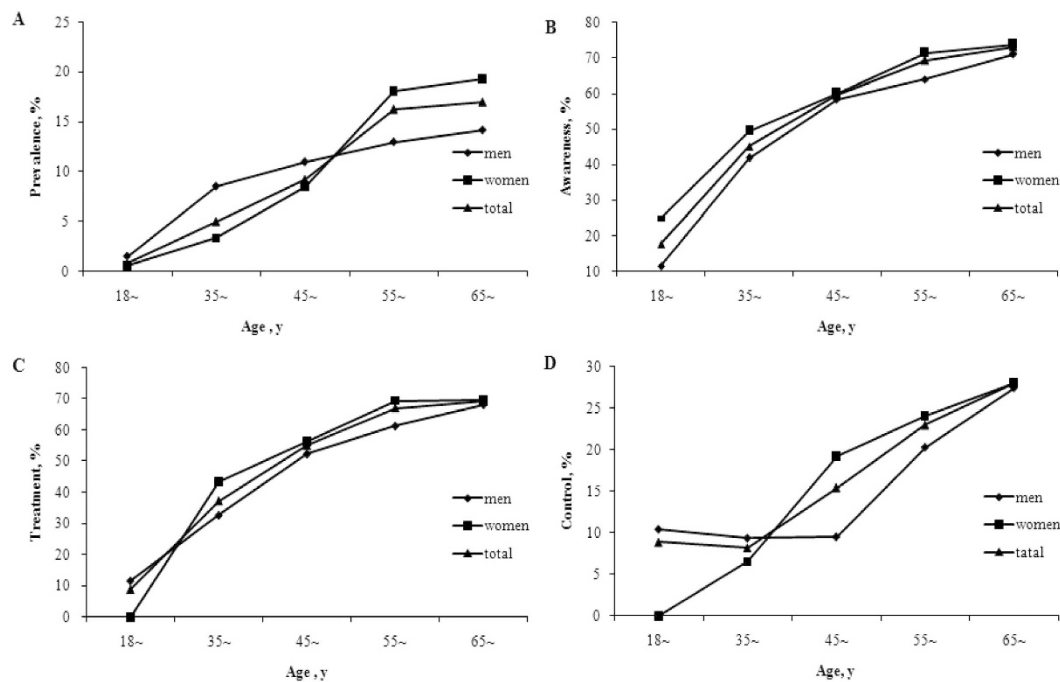 A
Prevalence, %
25
20
15
10
5
0
men
women
total
18~ 35~ 45~ 55~ 65~
Age , y
B
Awareness, %
80
70
60
50
40
30
20
10
men
women
total
18~ 35~ 45~ 55~ 65~
Age, y
C
Treatment, %
80
70
60
50
40
30
20
10
0
men
women
total
18~ 35~ 45~ 55~ 65~
Age , y
D
Control, %
30
25
20
15
10
5
0
men
women
tatal
18~ 35~ 45~ 55~ 65~
Age, y